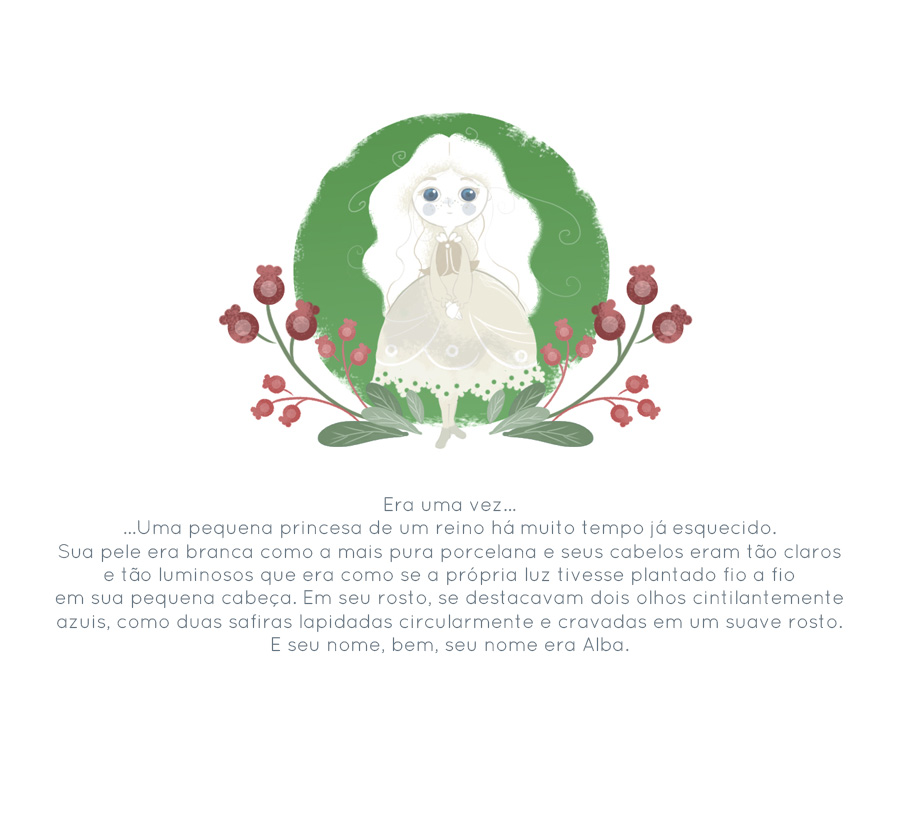 Era uma vez...
...Uma pequena princesa de um reino há muito tempo já esquecido.
Sua pele era branca como a mais pura porcelana e seus cabelos eram tão claros
e tão luminosos que era como se a própria luz tivesse plantado fio a fio
em sua pequena cabeça. Em seu rosto, se destacavam dois olhos cintilantemente
azuis, como duas safiras lapidadas circularmente e cravadas em um suave rosto.
E seu nome, bem, seu nome era Alba.